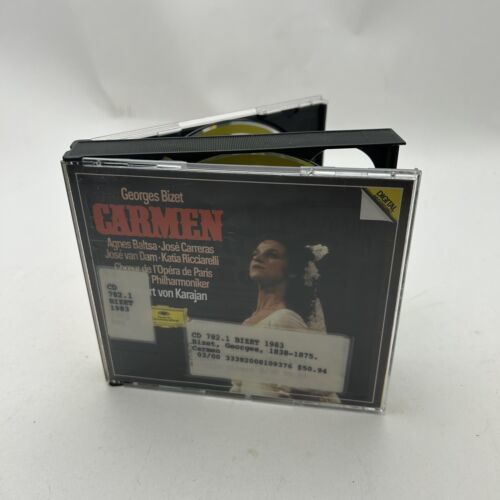 Georges Bizet
CARMEN
DIGITAL
Agnes Baltsa · José Carreras
José van Dam · Katia Ricciarelli
Chœur de l'Opéra de Paris
Philharmoniker
rt von Karajan
CD
782.1
BIZET
1983
CD 782.1 BIZET 1983
Bizet, Georges, 1838-1875.
Carmen
03/00 33392000109376 $50.94